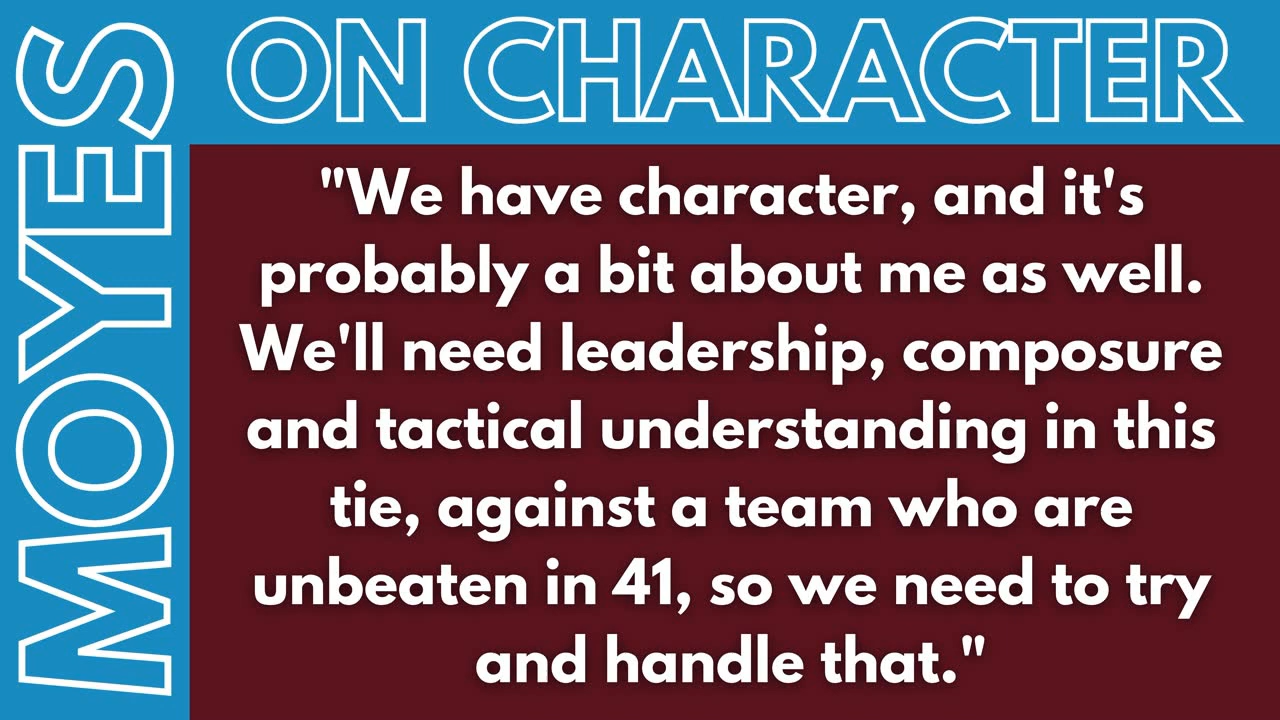 MOYES
ON CHARACTER
"We have character, and it's
probably a bit about me as well.
We'll need leadership, composure
and tactical understanding in this
tie, against a team who are
unbeaten in 41, so we need to try
and handle that."